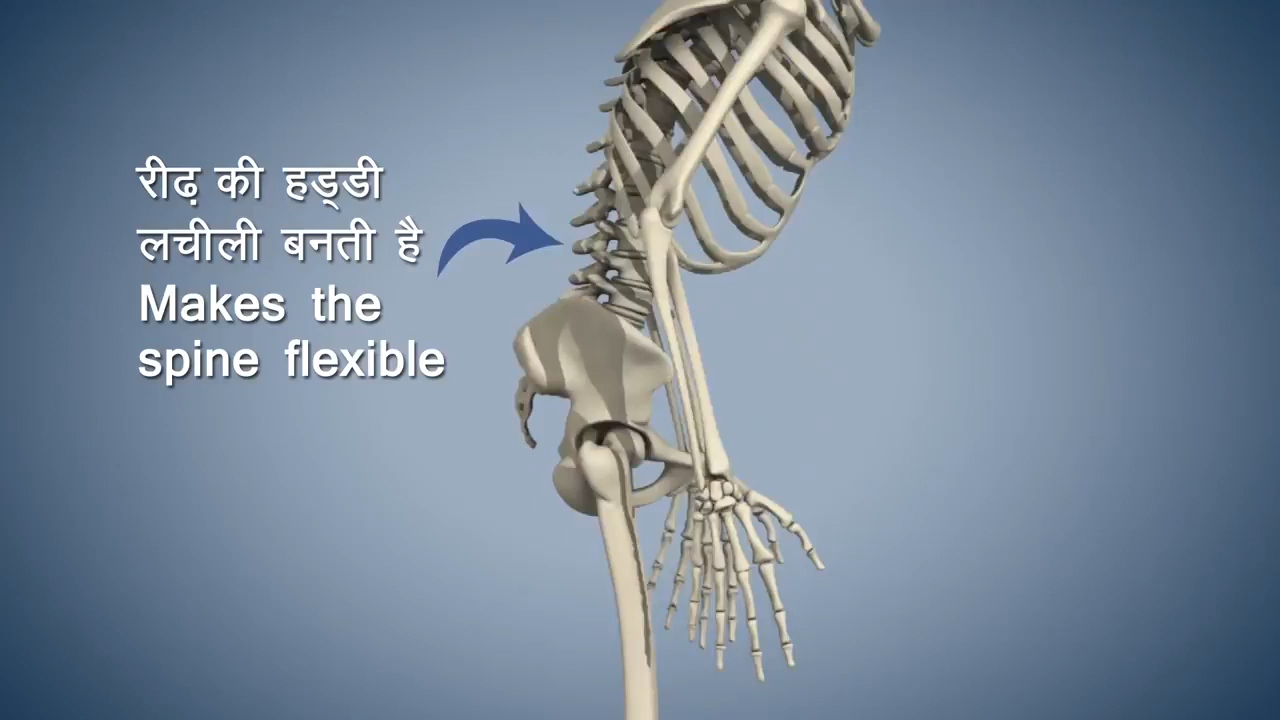 रीढ़ की हड्डी
लचीली बनती है
Makes the
spine flexible